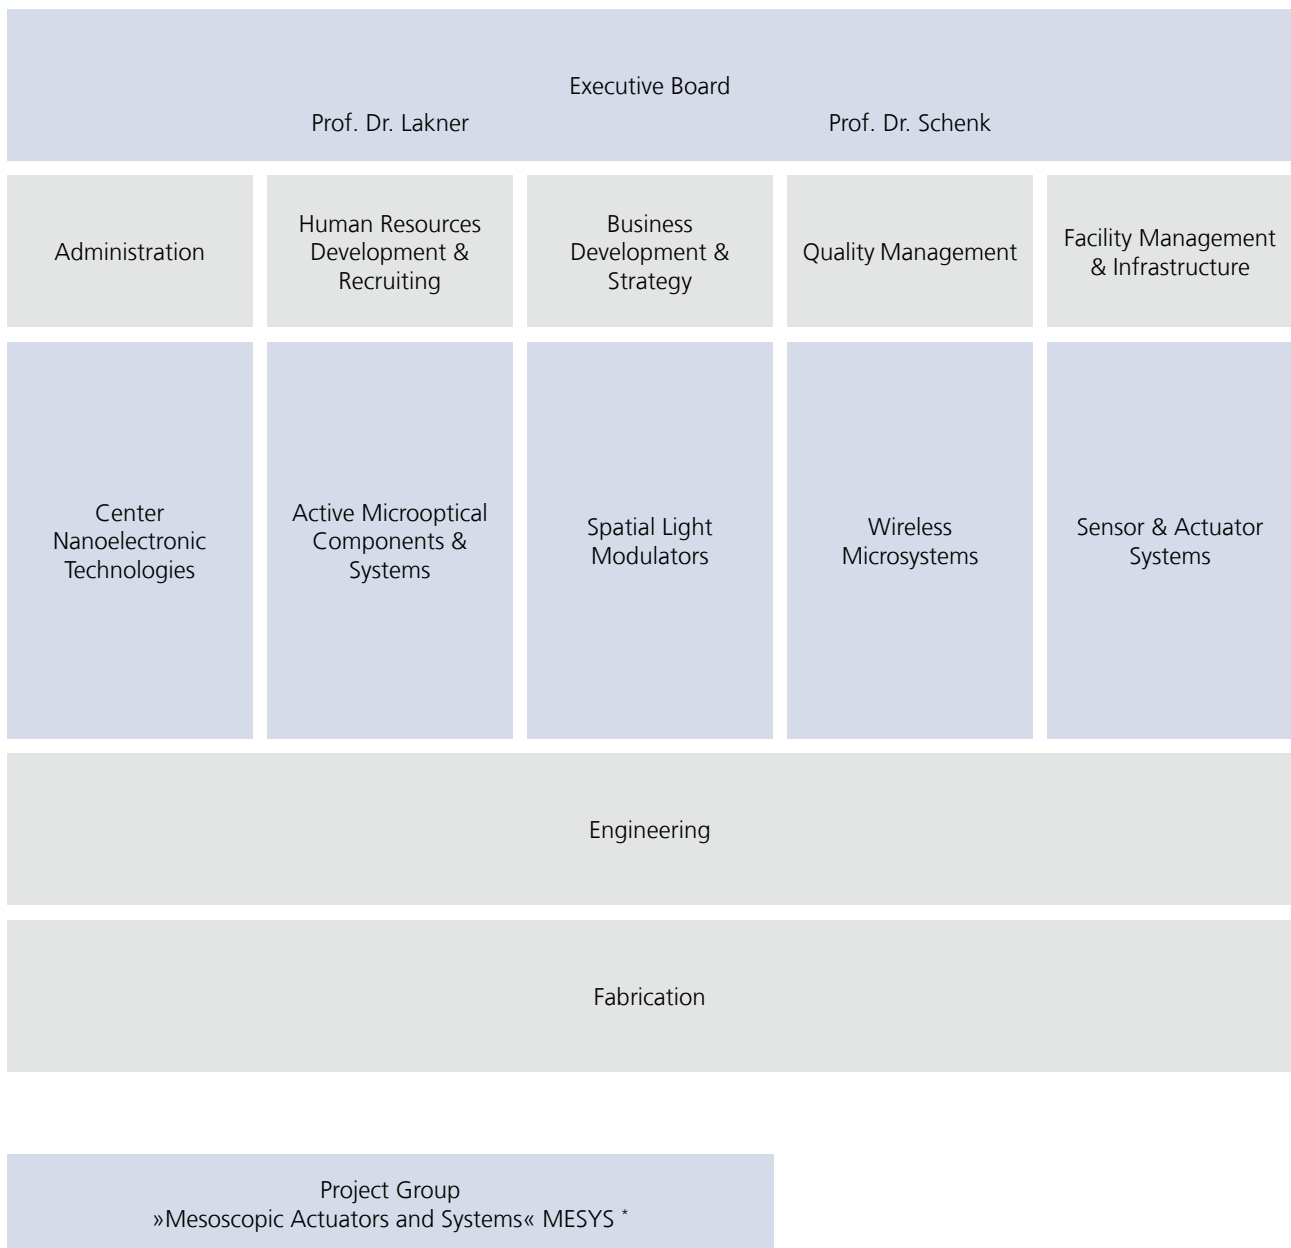 Executive Board
Prof. Dr. Lakner
Prof. Dr. Schenk
Administration
Human Resources
Development &
Recruiting
Business
Development &
Strategy
Quality Management
Facility Management
& Infrastructure
Center
Nanoelectronic
Technologies
Active Microoptical
Components &
Systems
Spatial Light
Modulators
Wireless
Microsystems
Sensor & Actuator
Systems
Engineering
Fabrication
Project Group
»Mesoscopic Actuators and Systems« MESYS *